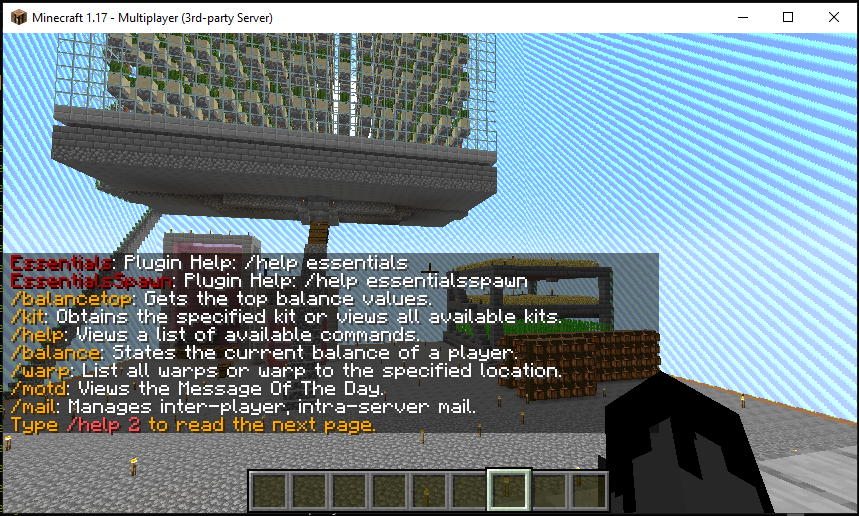 Minecraft 1.17 - Multiplayer (3rd-party Server)
Essentials: Plugin Help: /help essentials
EssentialsSpawn: Plugin Help: /help essentialsspawn
/balancetop: Gets the top balance values.
/kit: Obtains the specified kit or views all available kits.
/help: Views a list of available commands.
/balance: States the current balance of a player.
/warp: List all warps or warp to the specified location.
/motd: Views the Message Of The Day.
/mail: Manages inter-player, intra-server mail.
Type /help 2 to read the next page.